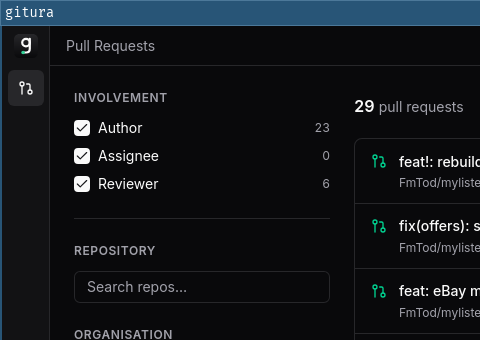 gitura
g
Pull Requests
INVOLVEMENT
Author 23
Assignee 0
Reviewer 6
REPOSITORY
Search repos...
ORGANISATION
29 pull requests
feat!: rebuild
FmTod/myliste
fix(offers): s
FmTod/myliste
feat: eBay m
FmTod/myliste